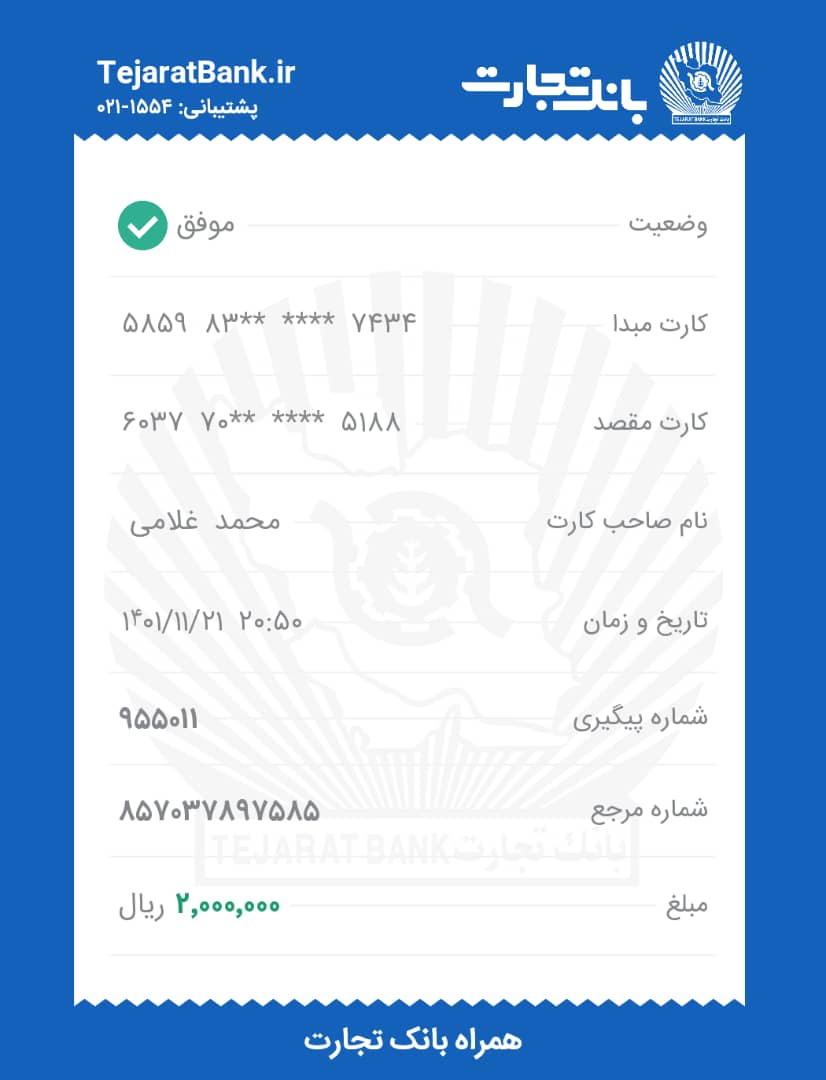 بانک تجارت
TEJARAT BANK بانک تجارت
TejaratBank.ir
پشتیبانی: ۱۵۵۴-۰۲۱
وضعیت موفق
کارت مبدا ۵۸۵۹ ۸۳** **** ۷۴۳۴
کارت مقصد ۶۰۳۷ ۷۰** **** ۵۱۸۸
نام صاحب کارت محمد غلامی
تاریخ و زمان ۱۴۰۱/۱۱/۲۱ ۲۰:۵۰
شماره پیگیری ۹۵۵۰۱۱
شماره مرجع ۸۵۷۰۳۷۸۹۷۵۸۵
TEJARAT BANK بانك تجارت
مبلغ ۲,۰۰۰,۰۰۰ ریال
همراه بانک تجارت